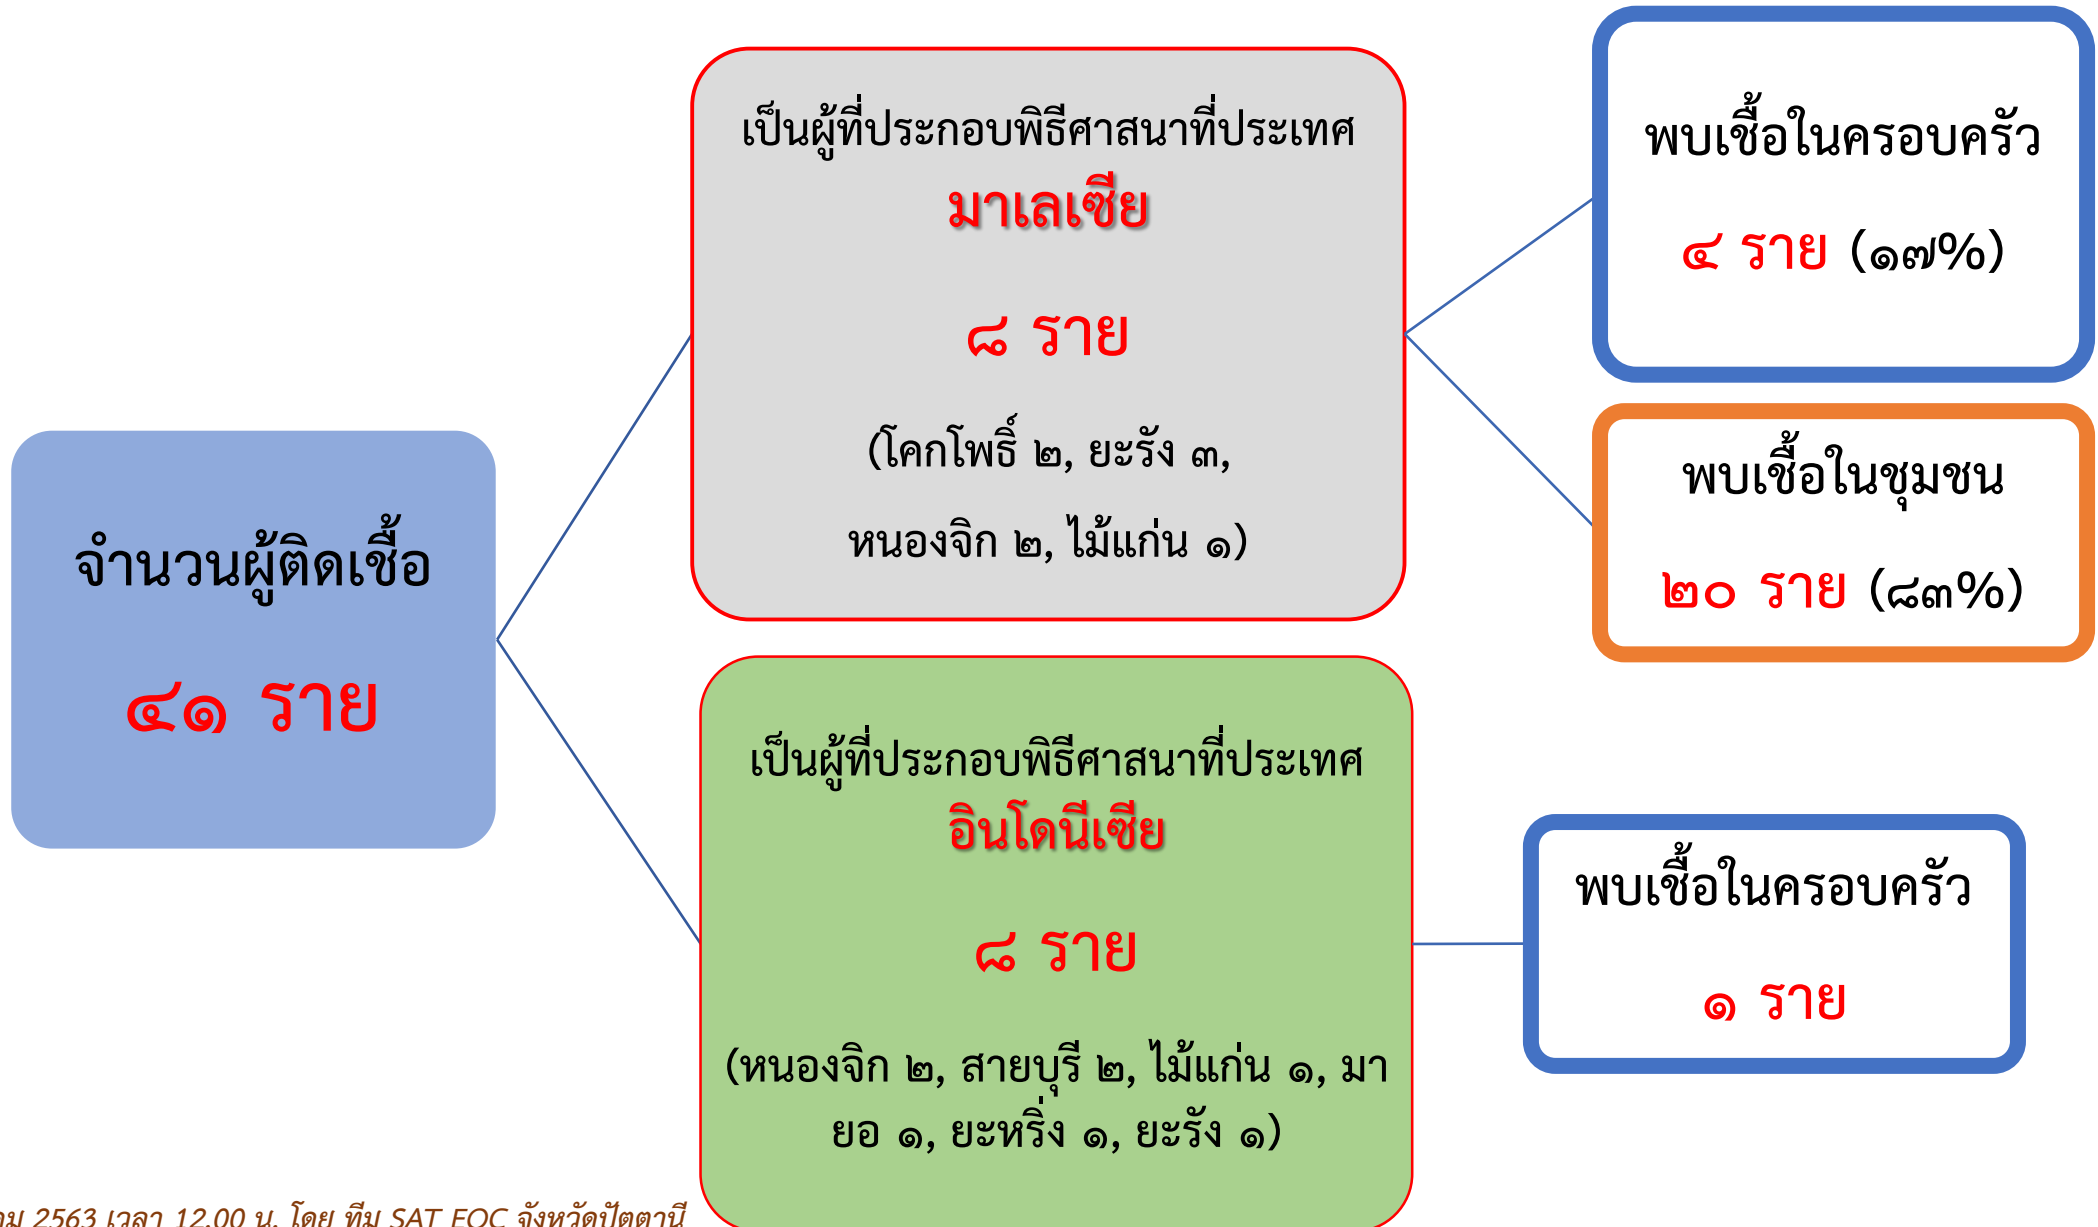 จำนวนผู้ติดเชื้อ
๔๑ ราย
เป็นผู้ที่ประกอบพิธีศาสนาที่ประเทศ
มาเลเซีย
๘ ราย
(โคกโพธิ์ ๒, ยะรัง ๓,
หนองจิก ๒, ไม้แก่น ๑)
พบเชื้อในครอบครัว
๔ ราย (๑๗%)
พบเชื้อในชุมชน
๒๐ ราย (๘๓%)
เป็นผู้ที่ประกอบพิธีศาสนาที่ประเทศ
อินโดนีเซีย
๘ ราย
(หนองจิก ๒, สายบุรี ๒, ไม้แก่น ๑, มา
ยอ ๑, ยะหริ่ง ๑, ยะรัง ๑)
พบเชื้อในครอบครัว
๑ ราย
2563 เวลา 12.00 น. โดย ทีม SAT EOC จังหวัดปัตตานี